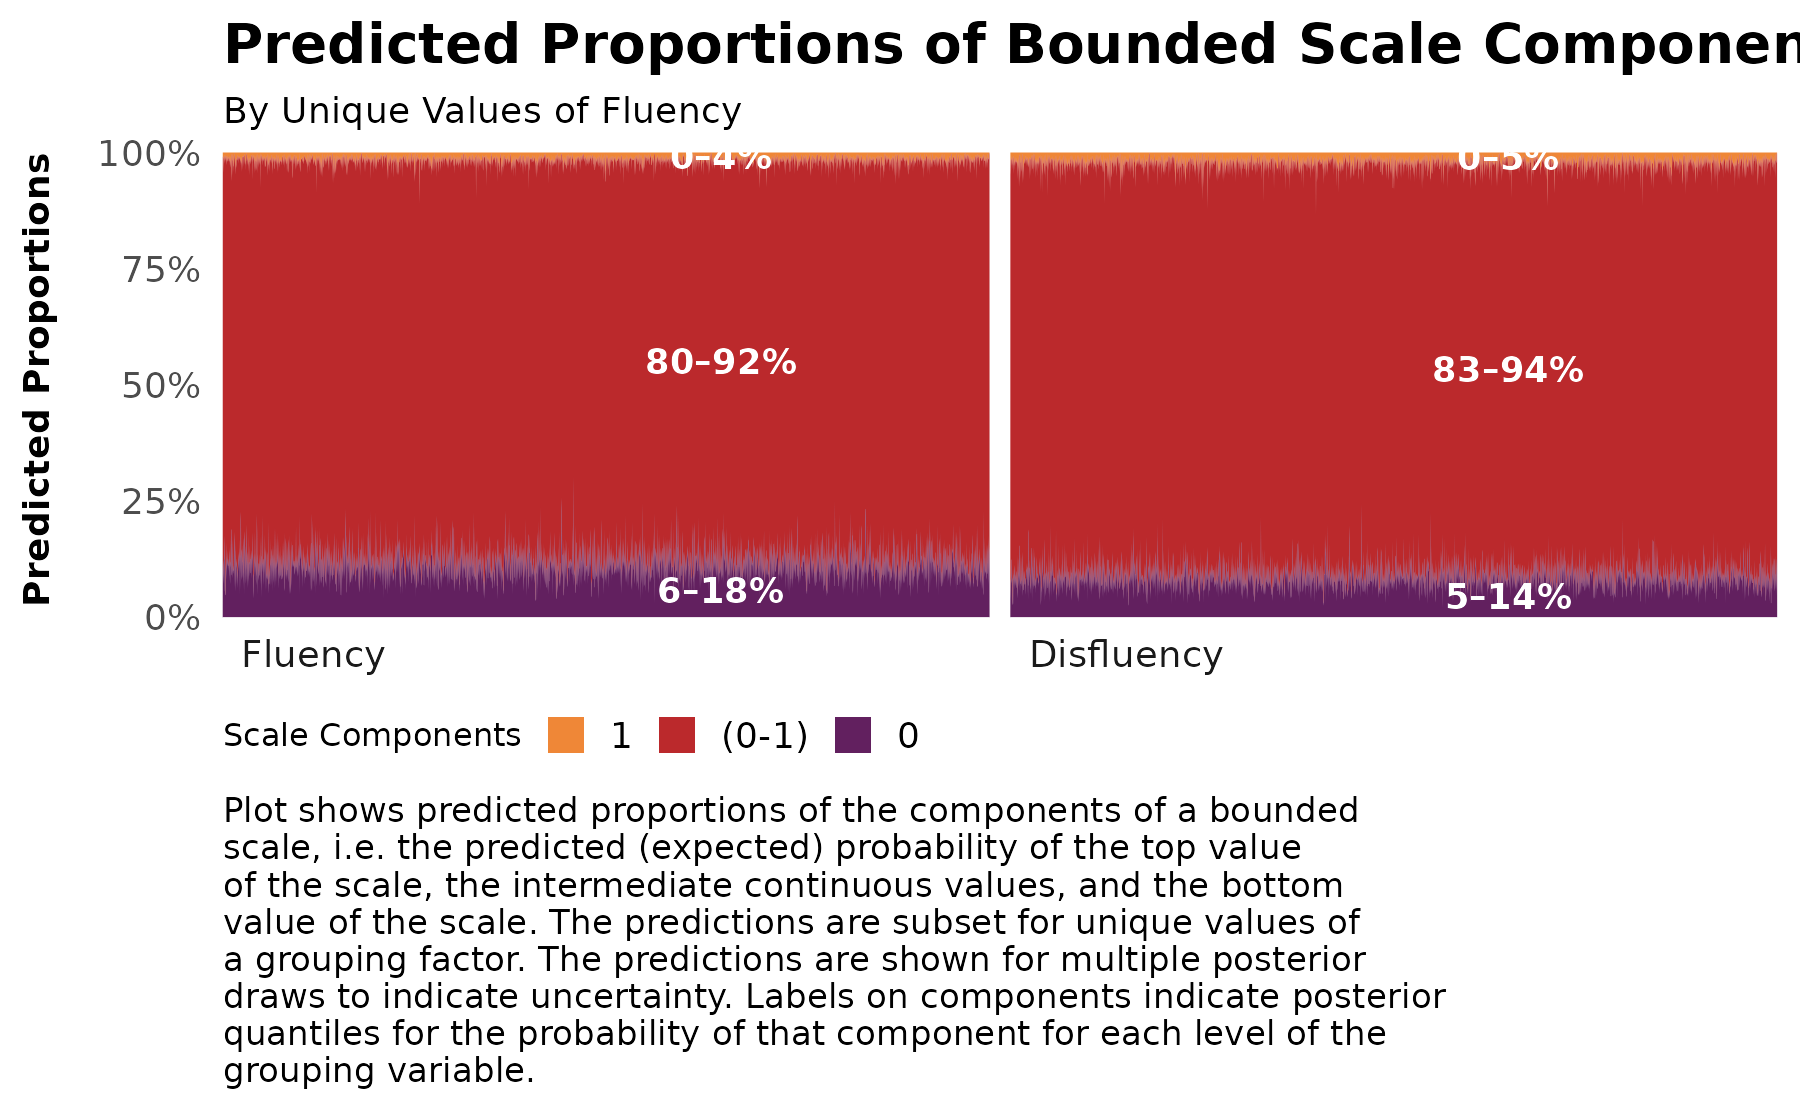 Predicted Proportions of Bounded Scale Componen
By Unique Values of Fluency
Predicted Proportions
100%
75%
50%
25%
0%
0–4%
80–92%
6–18%
0–5%
83–94%
5–14%
Fluency
Disfluency
Scale Components 1 (0-1) 0
Plot shows predicted proportions of the components of a bounded
scale, i.e. the predicted (expected) probability of the top value
of the scale, the intermediate continuous values, and the bottom
value of the scale. The predictions are subset for unique values of
a grouping factor. The predictions are shown for multiple posterior
draws to indicate uncertainty. Labels on components indicate posterior
quantiles for the probability of that component for each level of the
grouping variable.